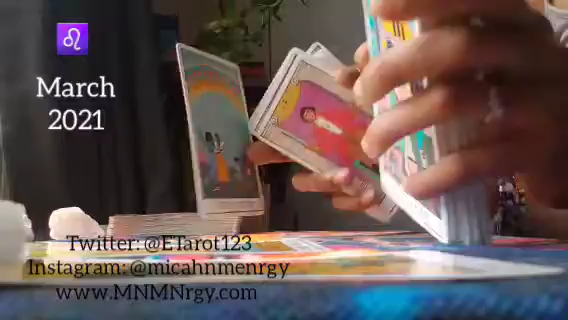 ♌
March
2021
Twitter: @ETarot123
Instagram: @micahnmenrgy
www.MNMNrgy.com